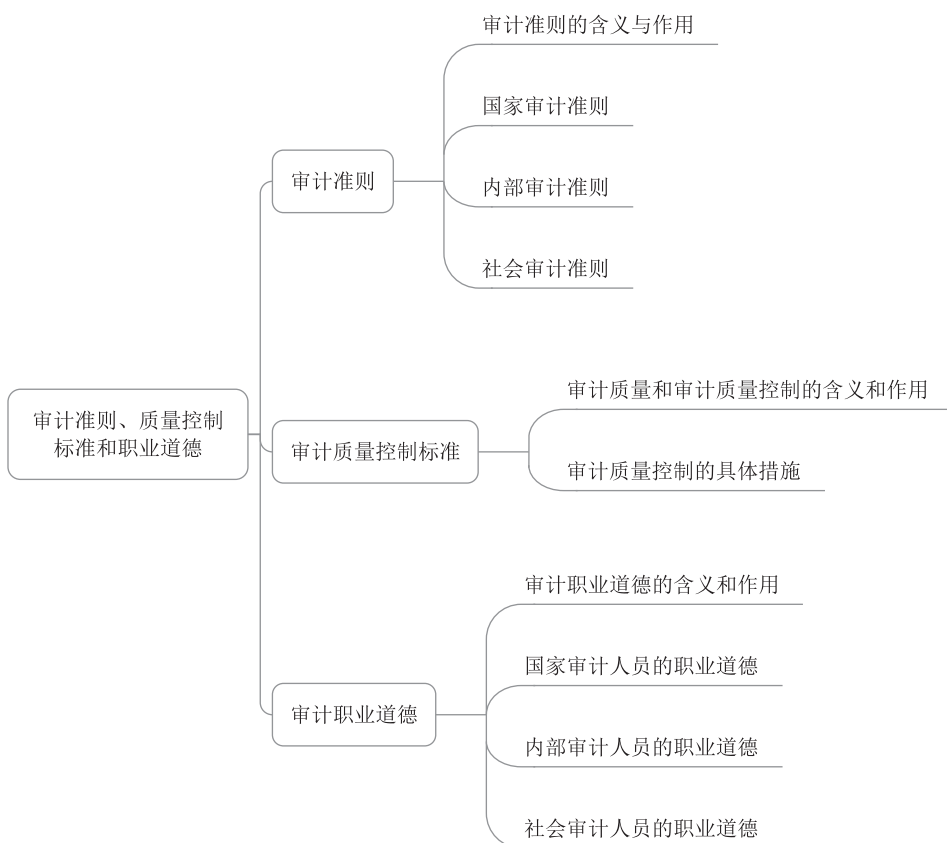 审计准则、质量控制
标准和职业道德
审计准则
审计准则的含义与作用
国家审计准则
内部审计准则
社会审计准则
审计质量控制标准
审计质量和审计质量控制的含义和作用
审计质量控制的具体措施
审计职业道德
审计职业道德的含义和作用
国家审计人员的职业道德
内部审计人员的职业道德
社会审计人员的职业道德